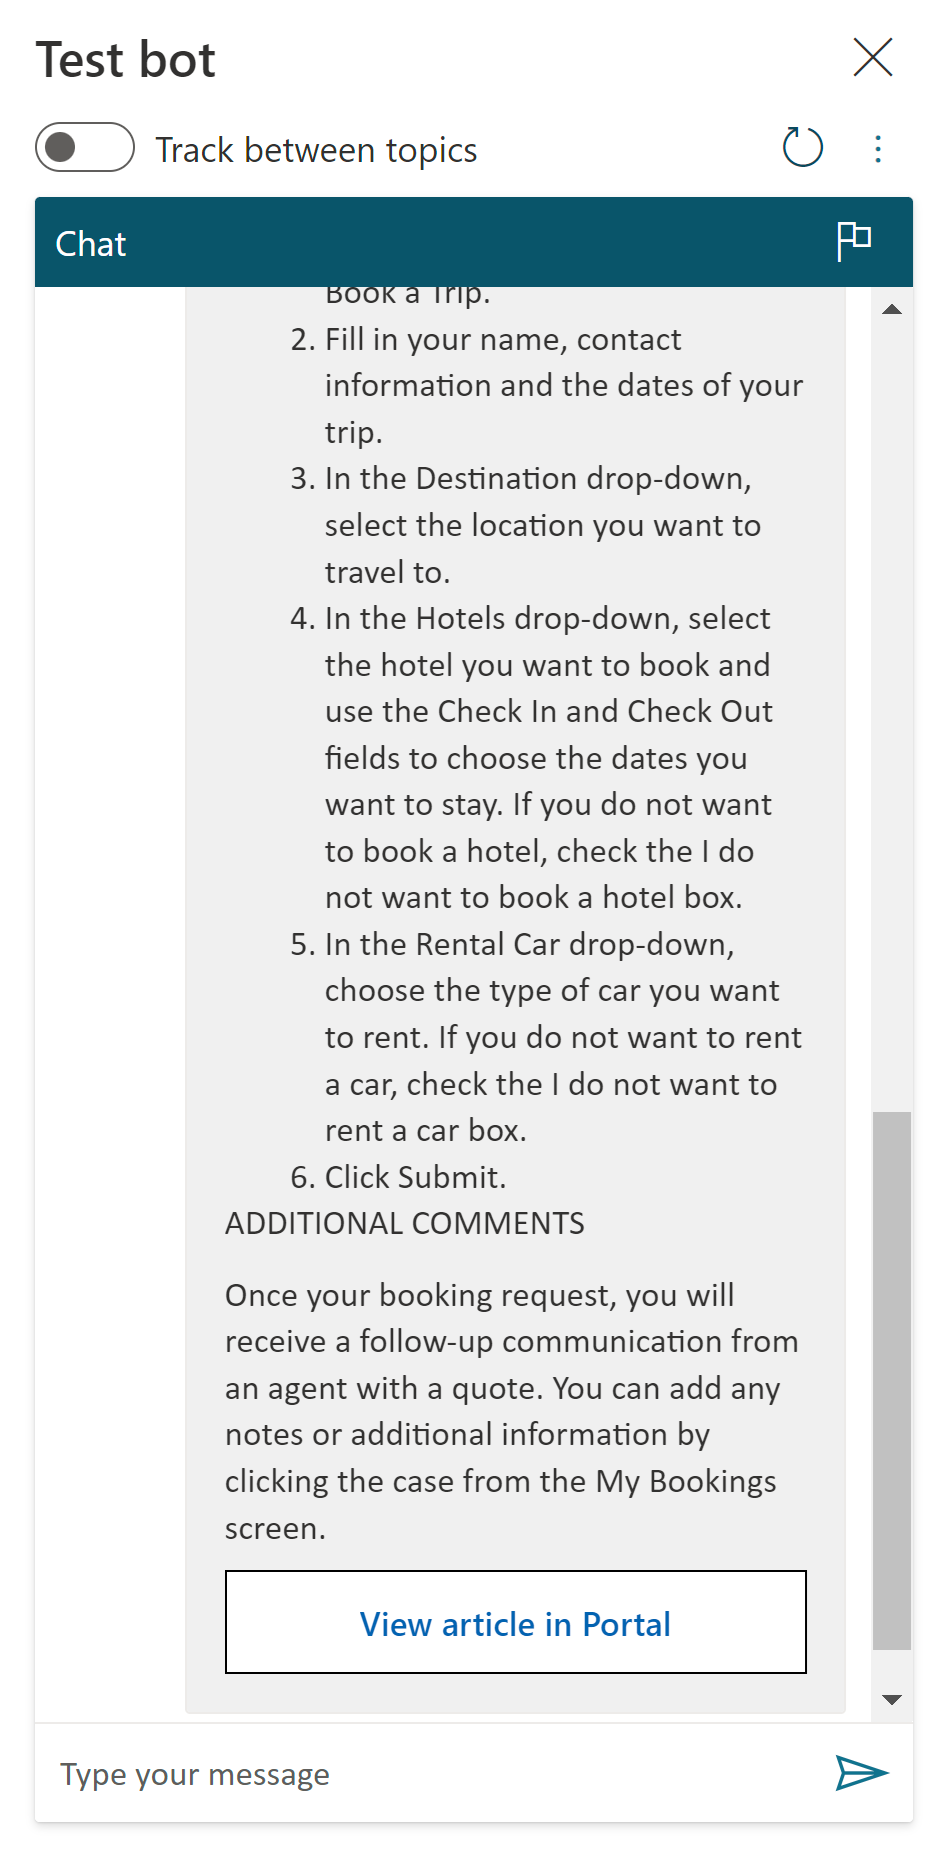 Test bot
Track between topics
Chat
Book a Trip.
2. Fill in your name, contact
information and the dates of your
trip.
3. In the Destination drop-down,
select the location you want to
travel to.
4. In the Hotels drop-down, select
the hotel you want to book and
use the Check In and Check Out
fields to choose the dates you
want to stay. If you do not want
to book a hotel, check the I do
not want to book a hotel box.
5. In the Rental Car drop-down,
choose the type of car you want
to rent. If you do not want to rent
a car, check the I do not want to
rent a car box.
6. Click Submit.
ADDITIONAL COMMENTS
Once your booking request, you will
receive a follow-up communication from
an agent with a quote. You can add any
notes or additional information by
clicking the case from the My Bookings
screen.
View article in Portal
Type your message